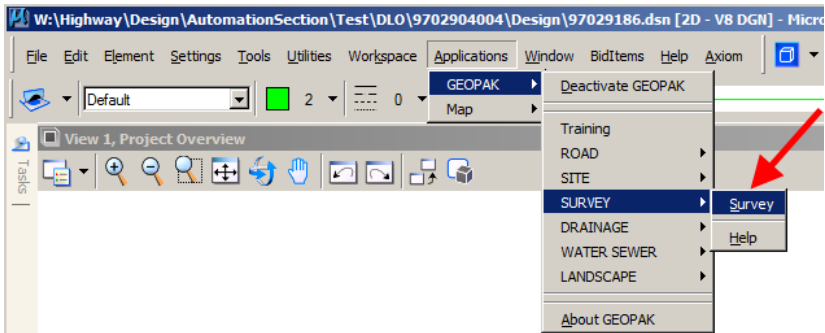 W:\Highway\Design\AutomationSection\Test\DLO\9702904004\Design\97029186.dsn [2D - V8 DGN] - Micro
File Edit Element Settings Tools Utilities Workspace Applications Window BidItems Help Axiom
Default 2 0
GEOPAK
Map
Deactivate GEOPAK
Training
ROAD
SITE
SURVEY
DRAINAGE
WATER SEWER
LANDSCAPE
About GEOPAK
Survey
Help
View 1, Project Overview
Tasks